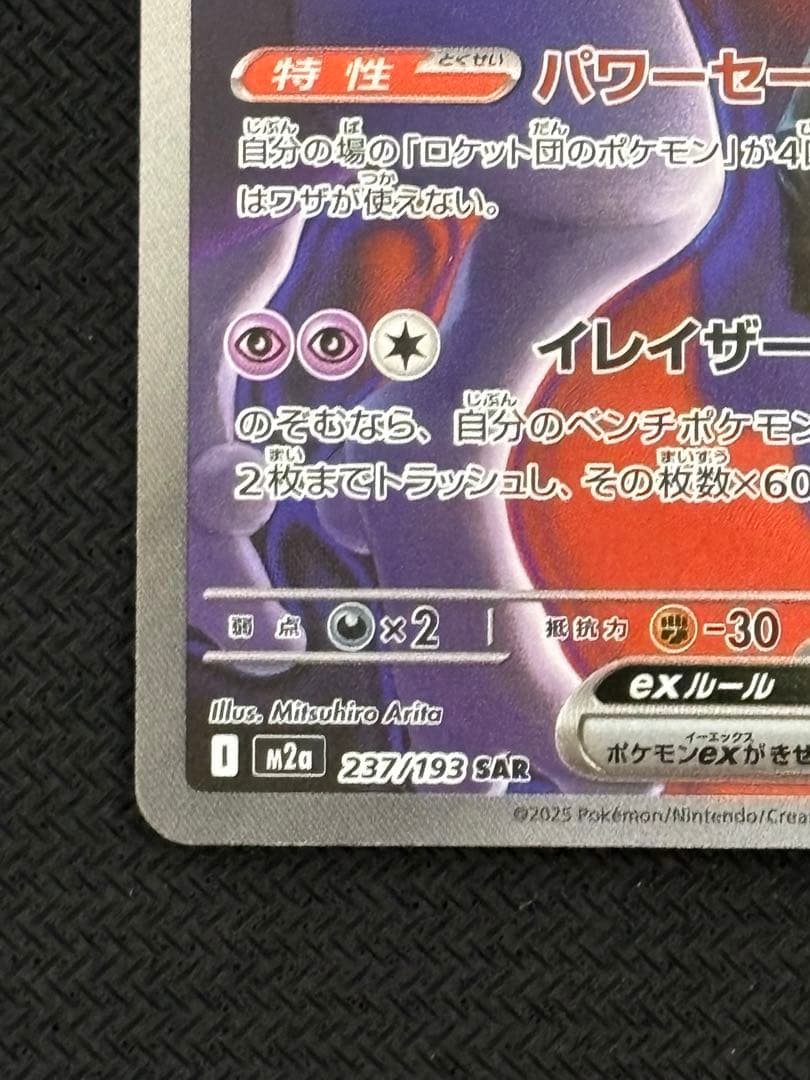 特性 とくせい パワーセー
自分の場の「ロケット団のポケモン」が4
じぶん ば だん
はワザが使えない。
つか
イレイザー
のぞむなら、自分のベンチポケモン
じぶん
2枚までトラッシュし、その枚数×60
まい まいすう
弱点 ×2 抵抗力 -30
Illus. Mitsuhiro Arita
exルール
I M2a 237/193 SAR
イーエックス
ポケモンexがきぜ
©2025 Pokémon/Nintendo/Crea